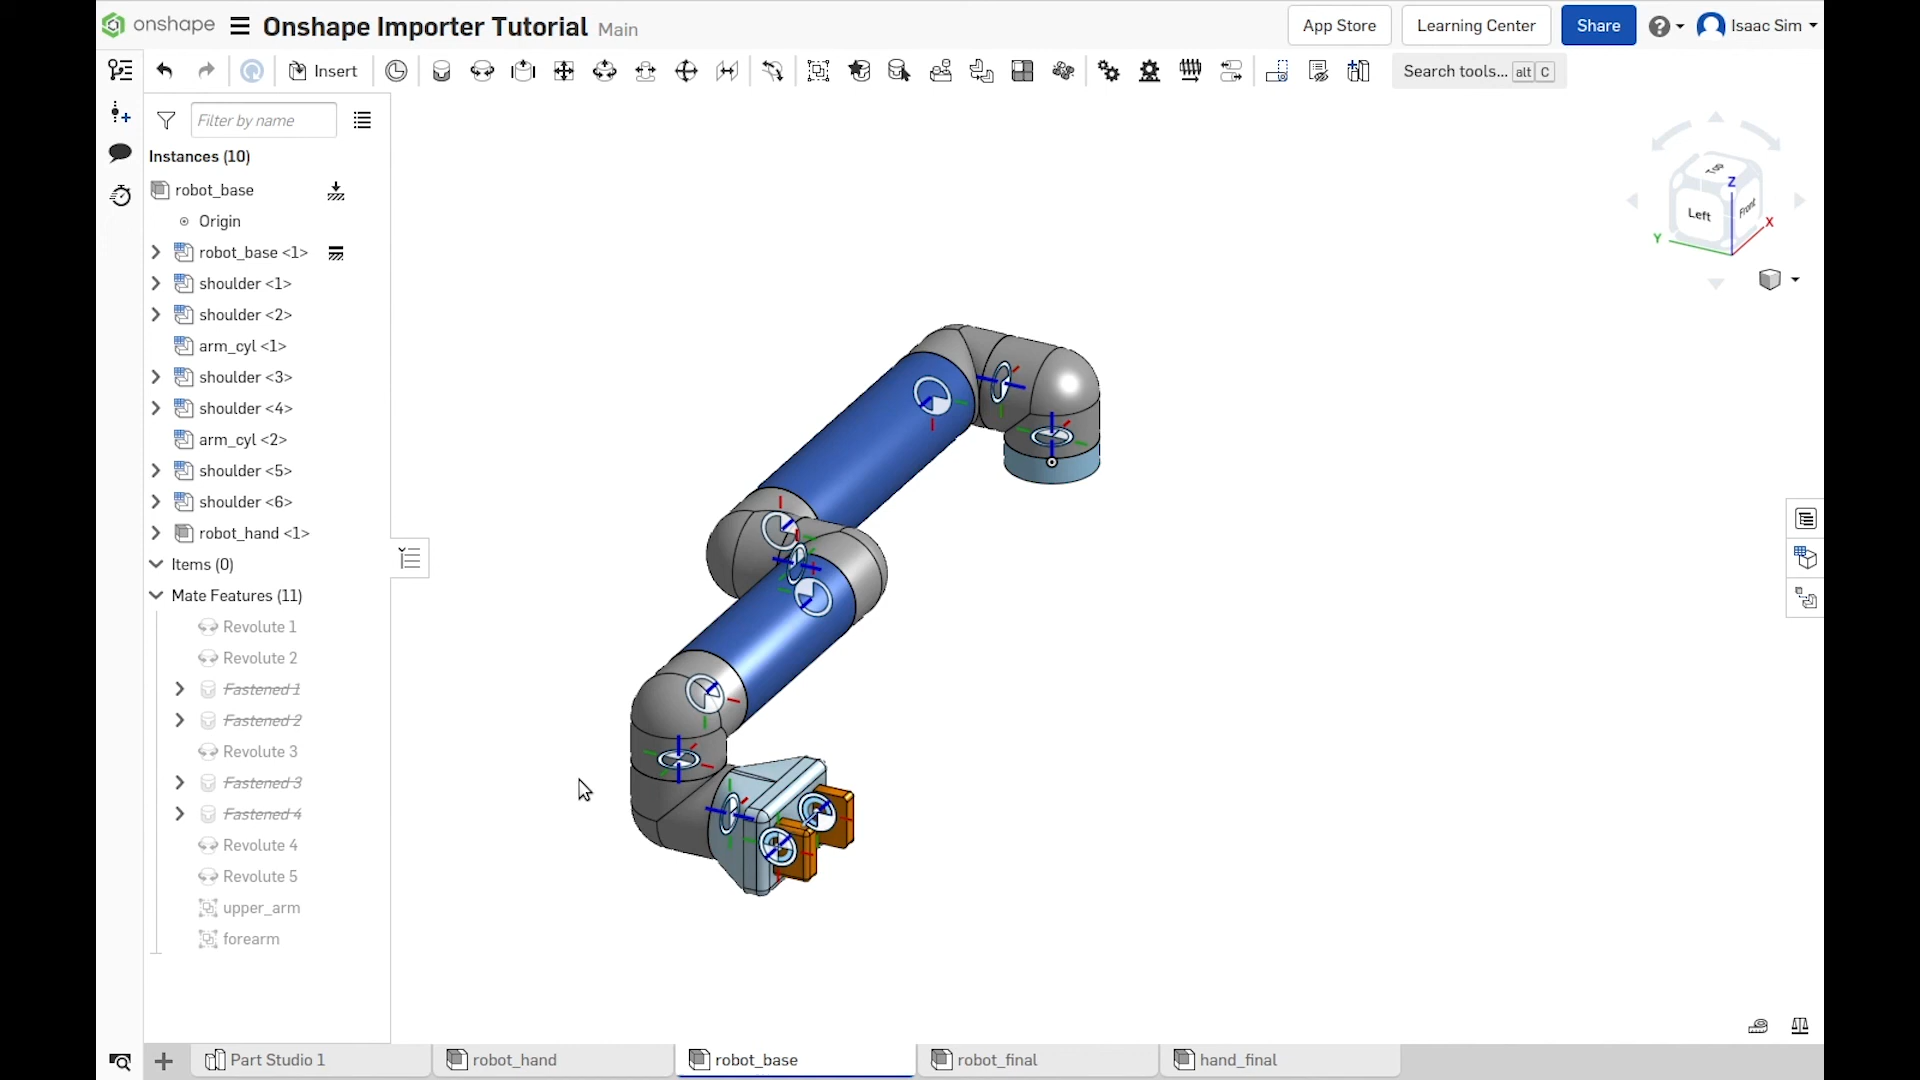 onshape
Onshape Importer Tutorial Main
App Store
Learning Center
Share
Isaac Sim
Insert
Search tools... alt C
Filter by name
Instances (10)
robot_base
Origin
robot_base <1>
shoulder <1>
shoulder <2>
arm_cyl <1>
shoulder <3>
shoulder <4>
arm_cyl <2>
shoulder <5>
shoulder <6>
robot_hand <1>
Items (0)
Mate Features (11)
Revolute 1
Revolute 2
Fastened 1
Fastened 2
Revolute 3
Fastened 3
Fastened 4
Revolute 4
Revolute 5
upper_arm
forearm
Top
Z
Left
Front
X
Y
Part Studio 1
robot_hand
robot_base
robot_final
hand_final